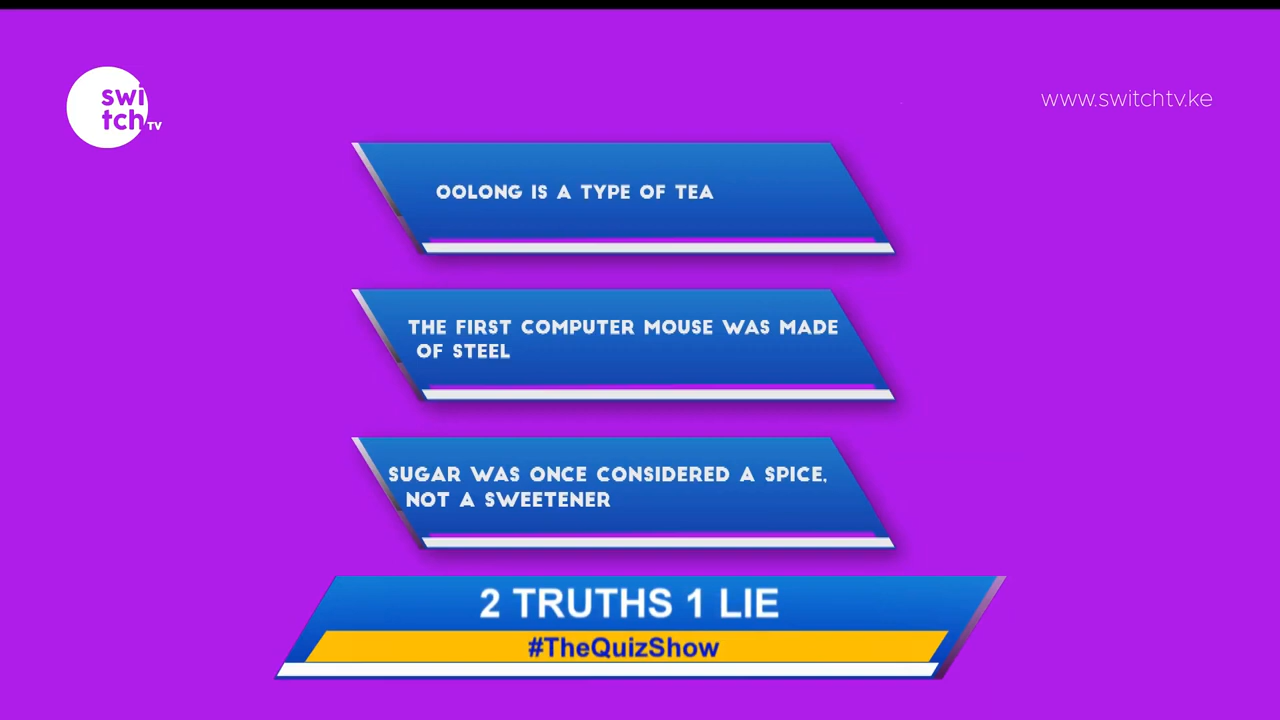 swi
tch TV
www.switchtv.ke
OOLONG IS A TYPE OF TEA
THE FIRST COMPUTER MOUSE WAS MADE
OF STEEL
SUGAR WAS ONCE CONSIDERED A SPICE,
NOT A SWEETENER
2 TRUTHS 1 LIE
#TheQuizShow